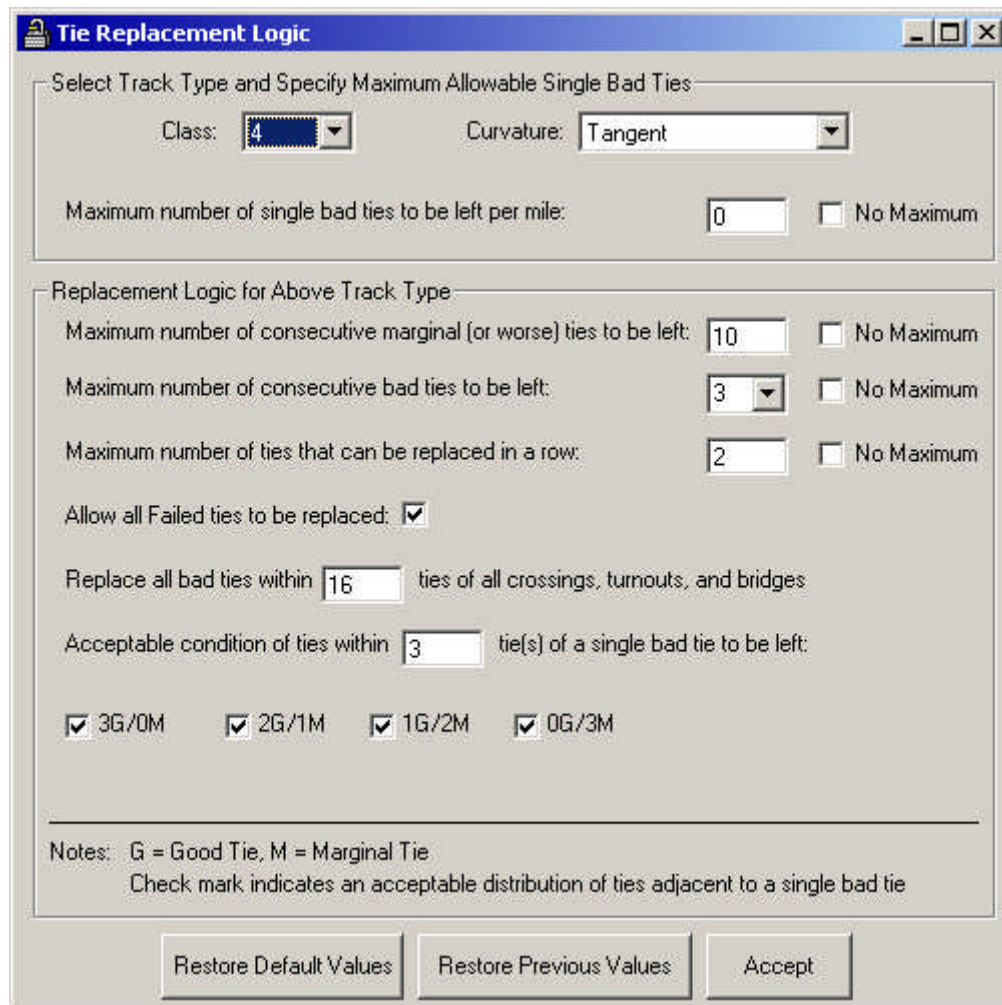 Tie Replacement Logic
Select Track Type and Specify Maximum Allowable Single Bad Ties
Class: 4 Curvature: Tangent
Maximum number of single bad ties to be left per mile: 0 No Maximum
Replacement Logic for Above Track Type
Maximum number of consecutive marginal (or worse) ties to be left: 10 No Maximum
Maximum number of consecutive bad ties to be left: 3 No Maximum
Maximum number of ties that can be replaced in a row: 2 No Maximum
Allow all Failed ties to be replaced:
Replace all bad ties within 16 ties of all crossings, turnouts, and bridges
Acceptable condition of ties within 3 tie(s) of a single bad tie to be left:
3G/0M 2G/1M 1G/2M 0G/3M
Notes: G = Good Tie, M = Marginal Tie
Check mark indicates an acceptable distribution of ties adjacent to a single bad tie
Restore Default Values Restore Previous Values Accept